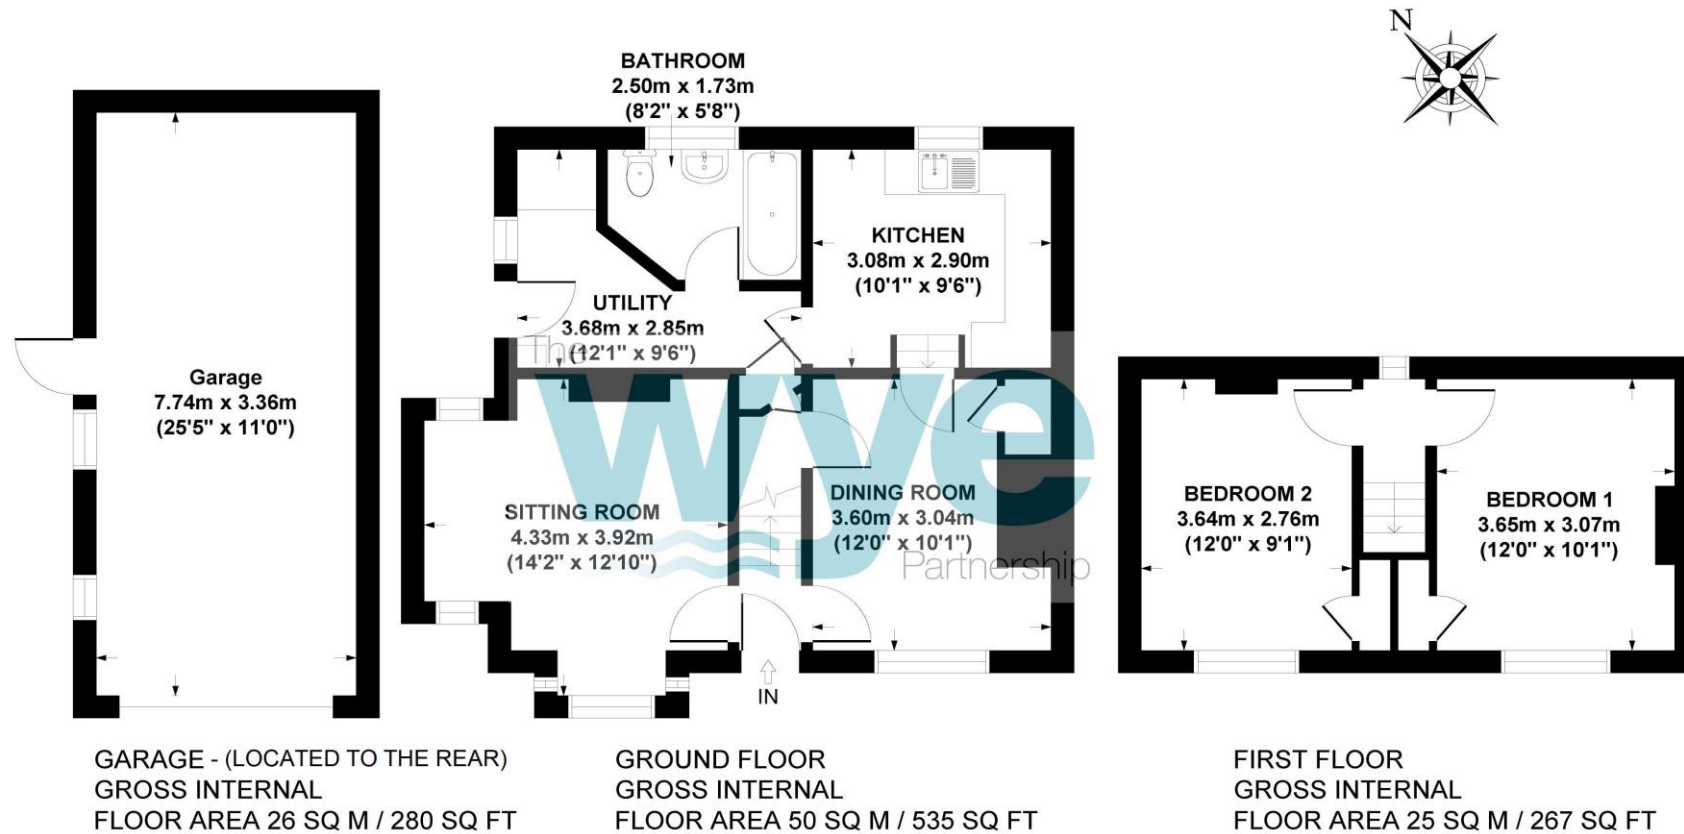 N
BATHROOM
2.50m x 1.73m
(8'2" x 5'8")
KITCHEN
3.08m x 2.90m
(10'1" x 9'6")
UTILITY
3.68m x 2.85m
(12'1" x 9'6")
Garage
7.74m x 3.36m
(25'5" x 11'0")
The
wye
Partnership
SITTING ROOM
4.33m x 3.92m
(14'2" x 12'10")
DINING ROOM
3.60m x 3.04m
(12'0" x 10'1")
BEDROOM 2
3.64m x 2.76m
(12'0" x 9'1")
BEDROOM 1
3.65m x 3.07m
(12'0" x 10'1")
IN
GARAGE - (LOCATED TO THE REAR)
GROSS INTERNAL
FLOOR AREA 26 SQ M / 280 SQ FT
GROUND FLOOR
GROSS INTERNAL
FLOOR AREA 50 SQ M / 535 SQ FT
FIRST FLOOR
GROSS INTERNAL
FLOOR AREA 25 SQ M / 267 SQ FT